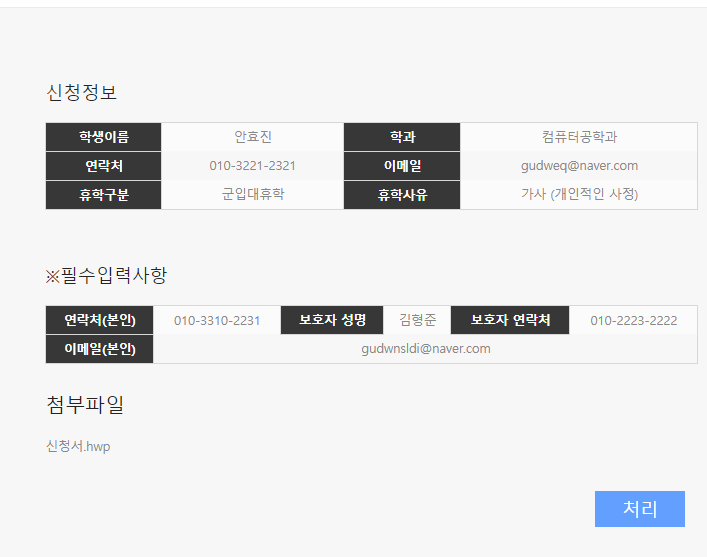 신청정보
학생이름 안효진 학과 컴퓨터공학과
연락처 010-3221-2321 이메일 gudweq@naver.com
휴학구분 군입대휴학 휴학사유 가사 (개인적인 사정)
※필수입력사항
연락처(본인) 010-3310-2231 보호자 성명 김형준 보호자 연락처 010-2223-2222
이메일(본인) gudwnsldi@naver.com
첨부파일
신청서.hwp
처리